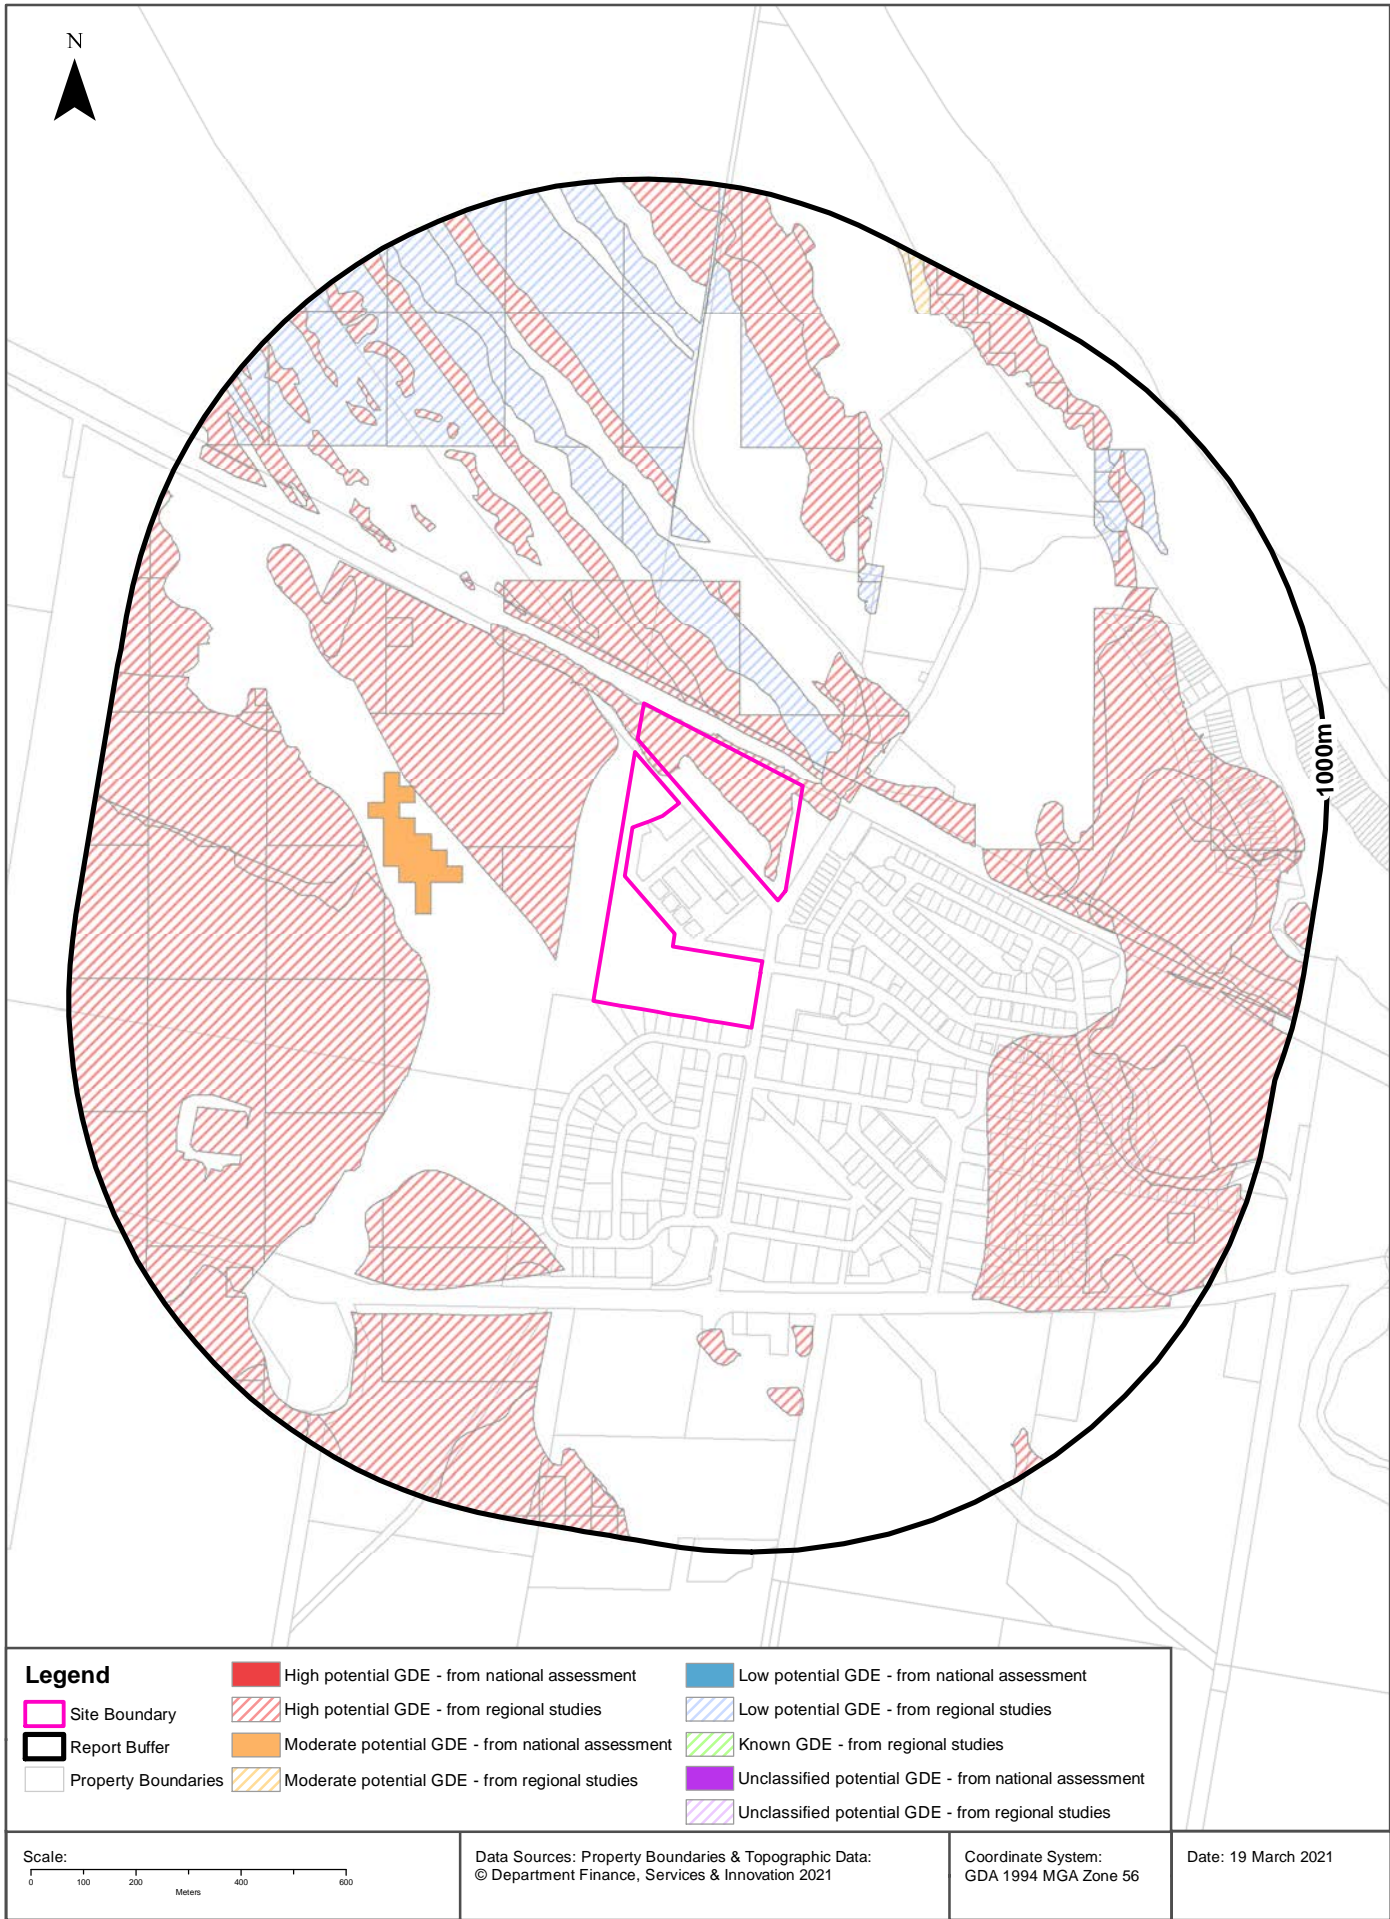 N
1000m
Legend
Site Boundary
Report Buffer
Property Boundaries
High potential GDE - from national assessment
High potential GDE - from regional studies
Moderate potential GDE - from national assessment
Moderate potential GDE - from regional studies
Low potential GDE - from national assessment
Low potential GDE - from regional studies
Known GDE - from regional studies
Unclassified potential GDE - from national assessment
Unclassified potential GDE - from regional studies
Scale:
0 100 200 400 600
Meters
Data Sources: Property Boundaries & Topographic Data:
© Department Finance, Services & Innovation 2021
Coordinate System:
GDA 1994 MGA Zone 56
Date: 19 March 2021